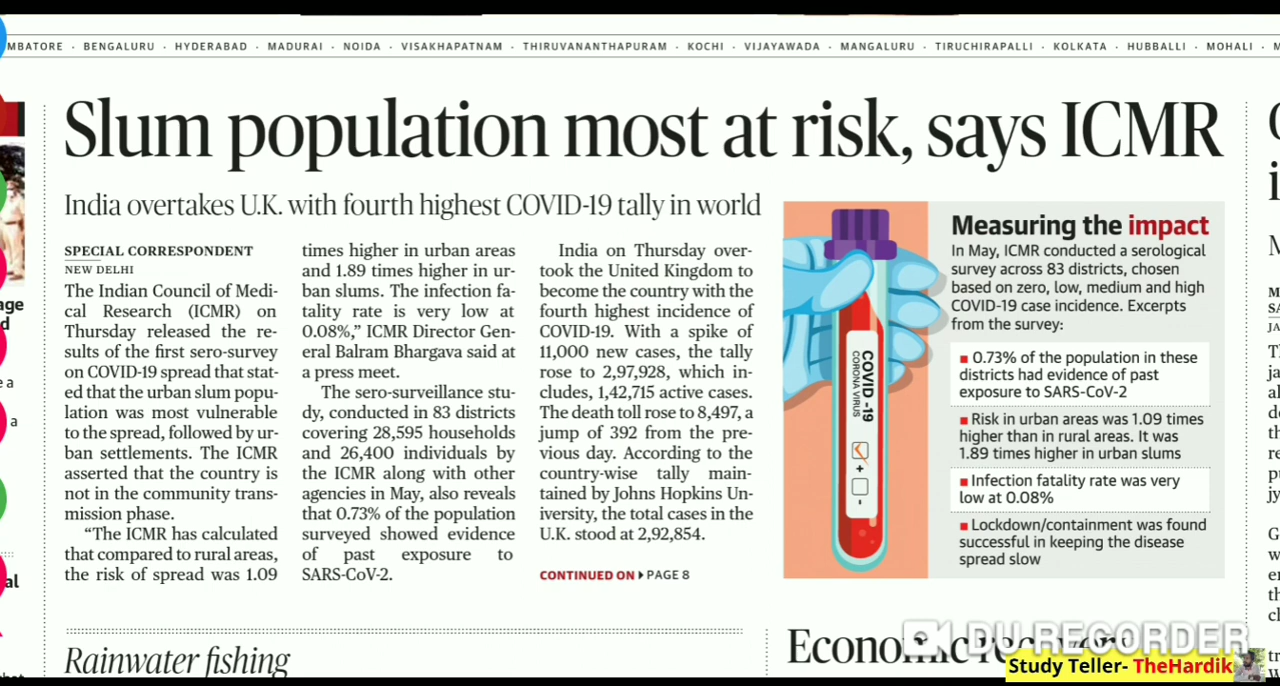 MBATORE · BENGALURU · HYDERABAD · MADURAI · NOIDA · VISAKHAPATNAM · THIRUVANANTHAPURAM · KOCHI · VIJAYAWADA · MANGALURU · TIRUCHIRAPALLI · KOLKATA · HUBBALLI · MOHALI · M
Slum population most at risk, says ICMR
India overtakes U.K. with fourth highest COVID-19 tally in world
SPECIAL CORRESPONDENT
NEW DELHI
The Indian Council of Medi-
cal Research (ICMR) on
Thursday released the re-
sults of the first sero-survey
on COVID-19 spread that stat-
ed that the urban slum popu-
lation was most vulnerable
to the spread, followed by ur-
ban settlements. The ICMR
asserted that the country is
not in the community trans-
mission phase.
“The ICMR has calculated
that compared to rural areas,
the risk of spread was 1.09
times higher in urban areas
and 1.89 times higher in ur-
ban slums. The infection fa-
tality rate is very low at
0.08%,” ICMR Director Gen-
eral Balram Bhargava said at
a press meet.
The sero-surveillance stu-
dy, conducted in 83 districts
covering 28,595 households
and 26,400 individuals by
the ICMR along with other
agencies in May, also reveals
that 0.73% of the population
surveyed showed evidence
of past exposure to
SARS-CoV-2.
India on Thursday over-
took the United Kingdom to
become the country with the
fourth highest incidence of
COVID-19. With a spike of
11,000 new cases, the tally
rose to 2,97,928, which in-
cludes, 1,42,715 active cases.
The death toll rose to 8,497, a
jump of 392 from the pre-
vious day. According to the
country-wise tally main-
tained by Johns Hopkins Un-
iversity, the total cases in the
U.K. stood at 2,92,854.
CONTINUED ON ▶ PAGE 8
COVID -19
CORONA VIRUS
+
-
Measuring the impact
In May, ICMR conducted a serological
survey across 83 districts, chosen
based on zero, low, medium and high
COVID-19 case incidence. Excerpts
from the survey:
■ 0.73% of the population in these
districts had evidence of past
exposure to SARS-CoV-2
■ Risk in urban areas was 1.09 times
higher than in rural areas. It was
1.89 times higher in urban slums
■ Infection fatality rate was very
low at 0.08%
■ Lockdown/containment was found
successful in keeping the disease
spread slow
Rainwater fishing
Economic recovery
DU RECORDER
Study Teller- TheHardik